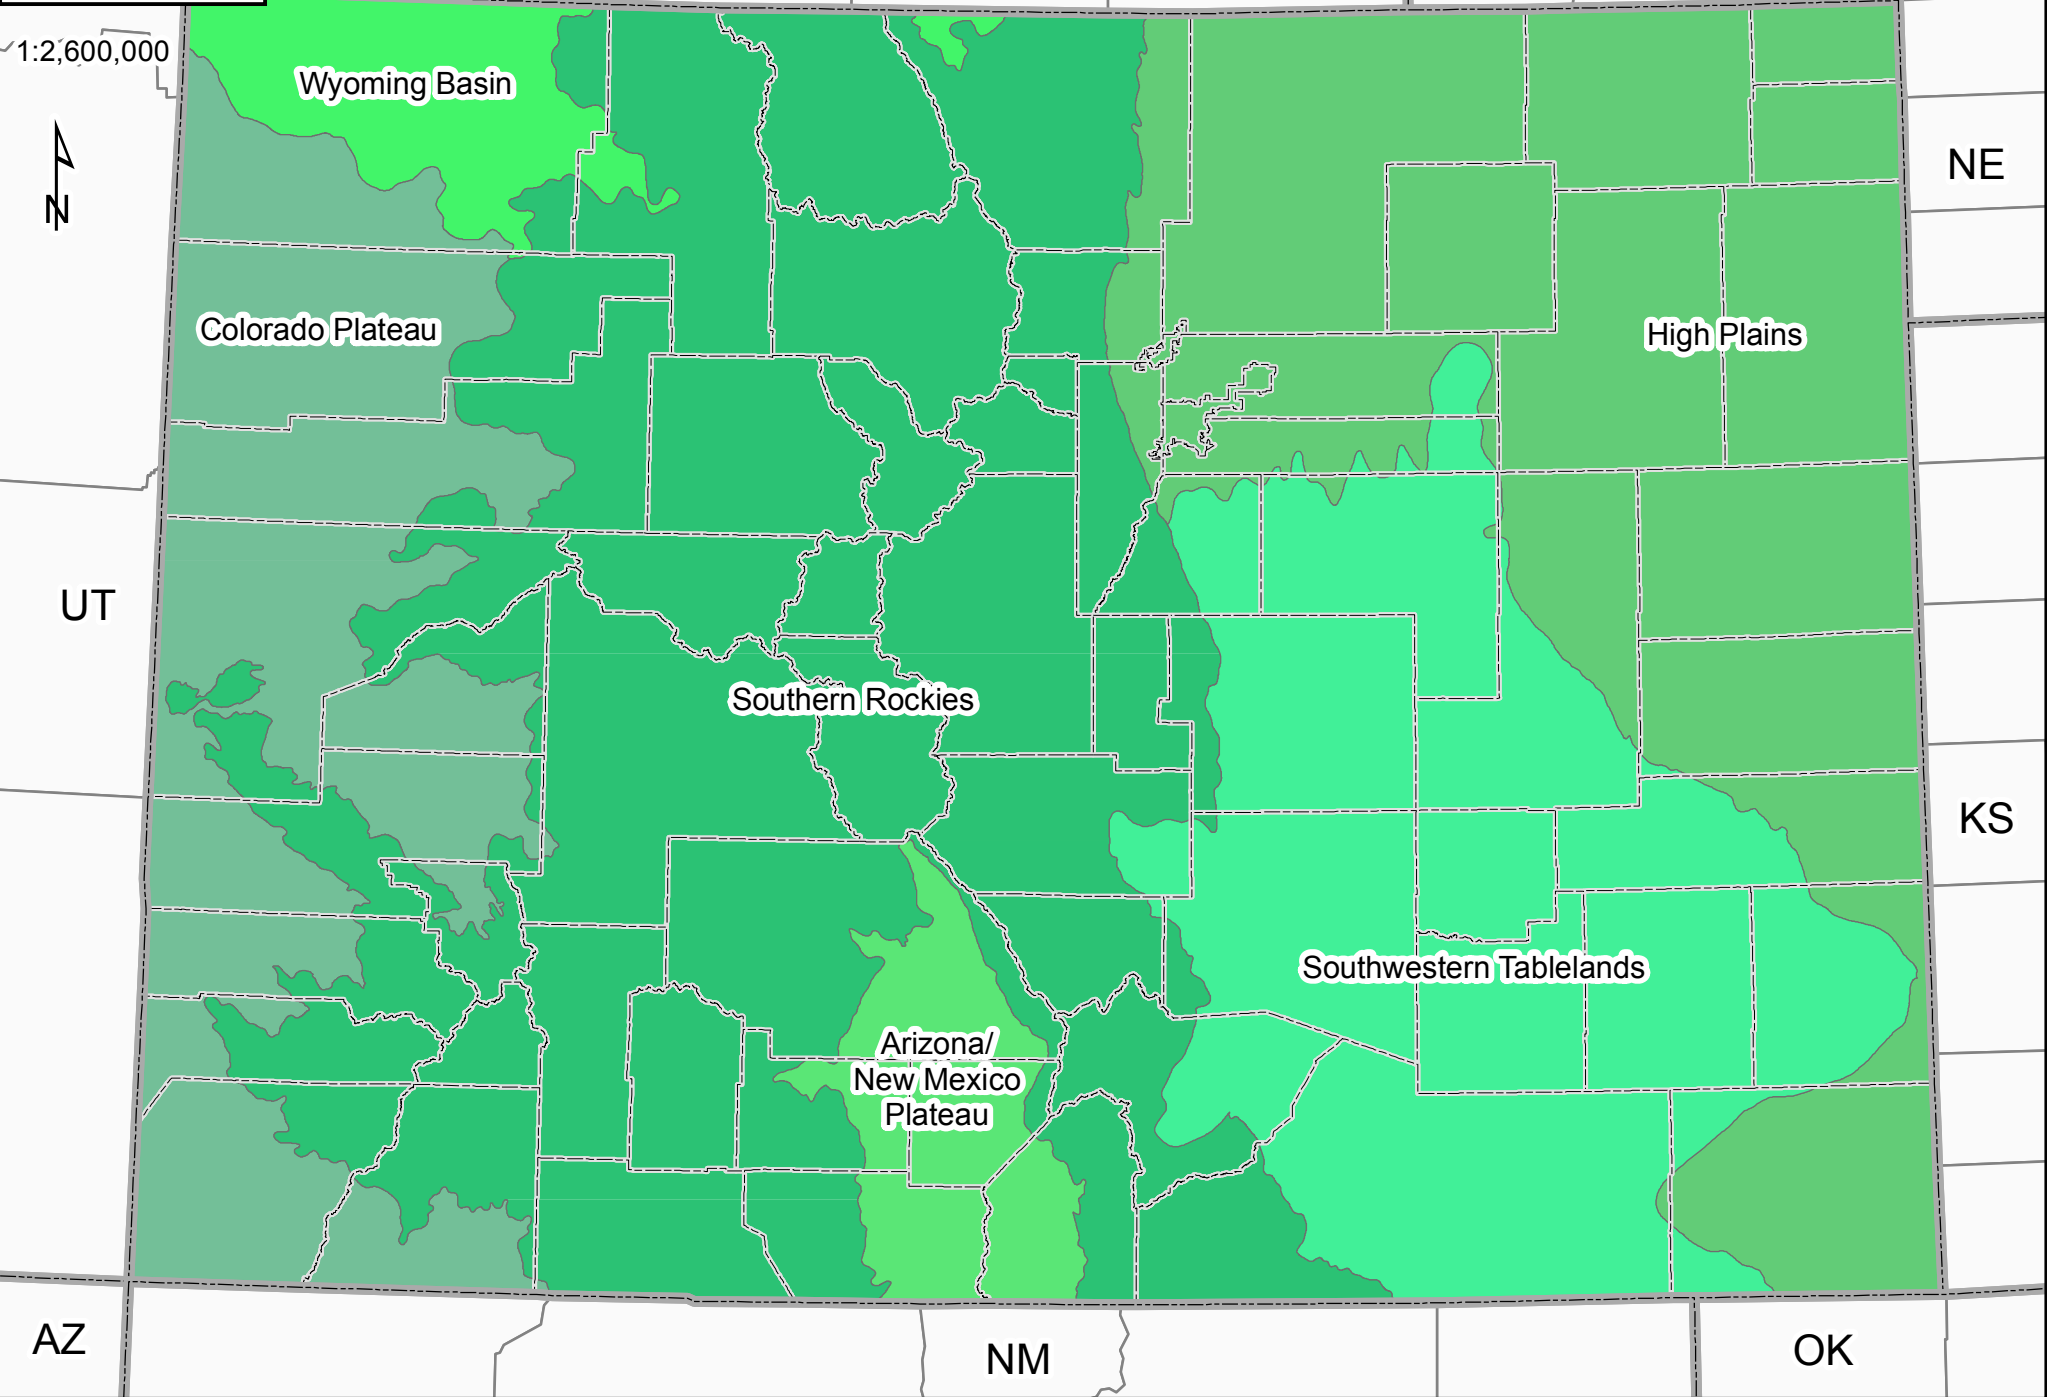 1:2,600,000
Wyoming Basin
N
NE
Colorado Plateau
High Plains
UT
Southern Rockies
KS
Southwestern Tablelands
Arizona/
New Mexico
Plateau
AZ
NM
OK